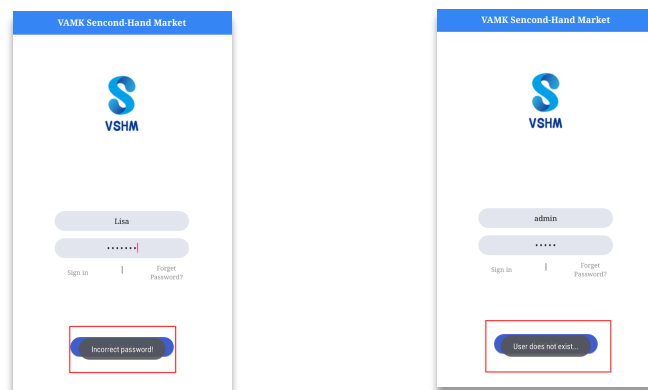 VAMK Sencond-Hand Market
VSHM
Lisa
•••••••|
Sign in | Forget
Password?
Incorrect password!
VAMK Sencond-Hand Market
VSHM
admin
•••••
Sign in | Forget
Password?
User does not exist...